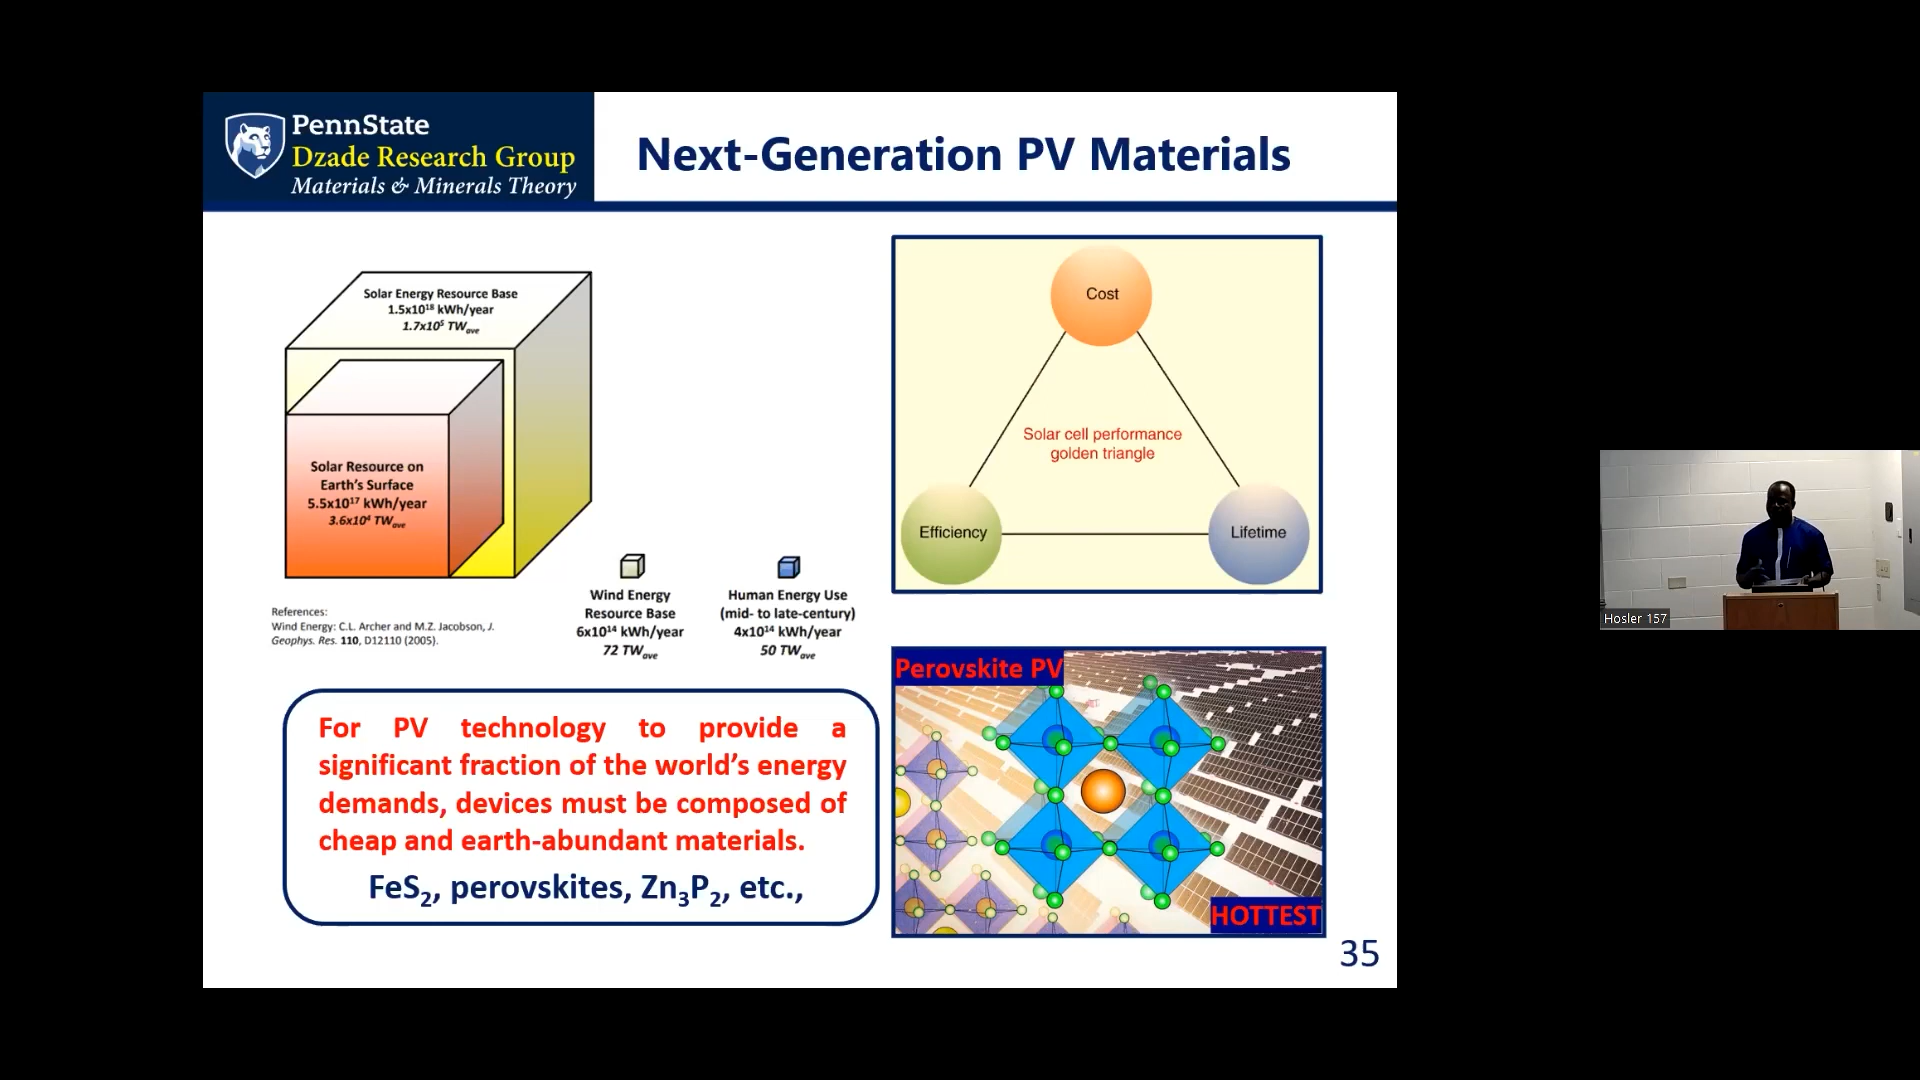 PennState
Dzade Research Group
Materials & Minerals Theory
Next-Generation PV Materials
Solar Energy Resource Base
1.5x10¹⁸ kWh/year
1.7x10⁵ TWave
Solar Resource on
Earth's Surface
5.5x10¹⁷ kWh/year
3.6x10⁴ TWave
Wind Energy
Resource Base
6x10¹⁴ kWh/year
72 TWave
Human Energy Use
(mid- to late-century)
4x10¹⁴ kWh/year
50 TWave
References:
Wind Energy: C.L. Archer and M.Z. Jacobson, J.
Geophys. Res. 110, D12110 (2005).
Cost
Solar cell performance
golden triangle
Efficiency
Lifetime
For PV technology to provide a
significant fraction of the world's energy
demands, devices must be composed of
cheap and earth-abundant materials.
FeS₂, perovskites, Zn₃P₂, etc.,
Perovskite PV
HOTTEST
35
Hosler 157